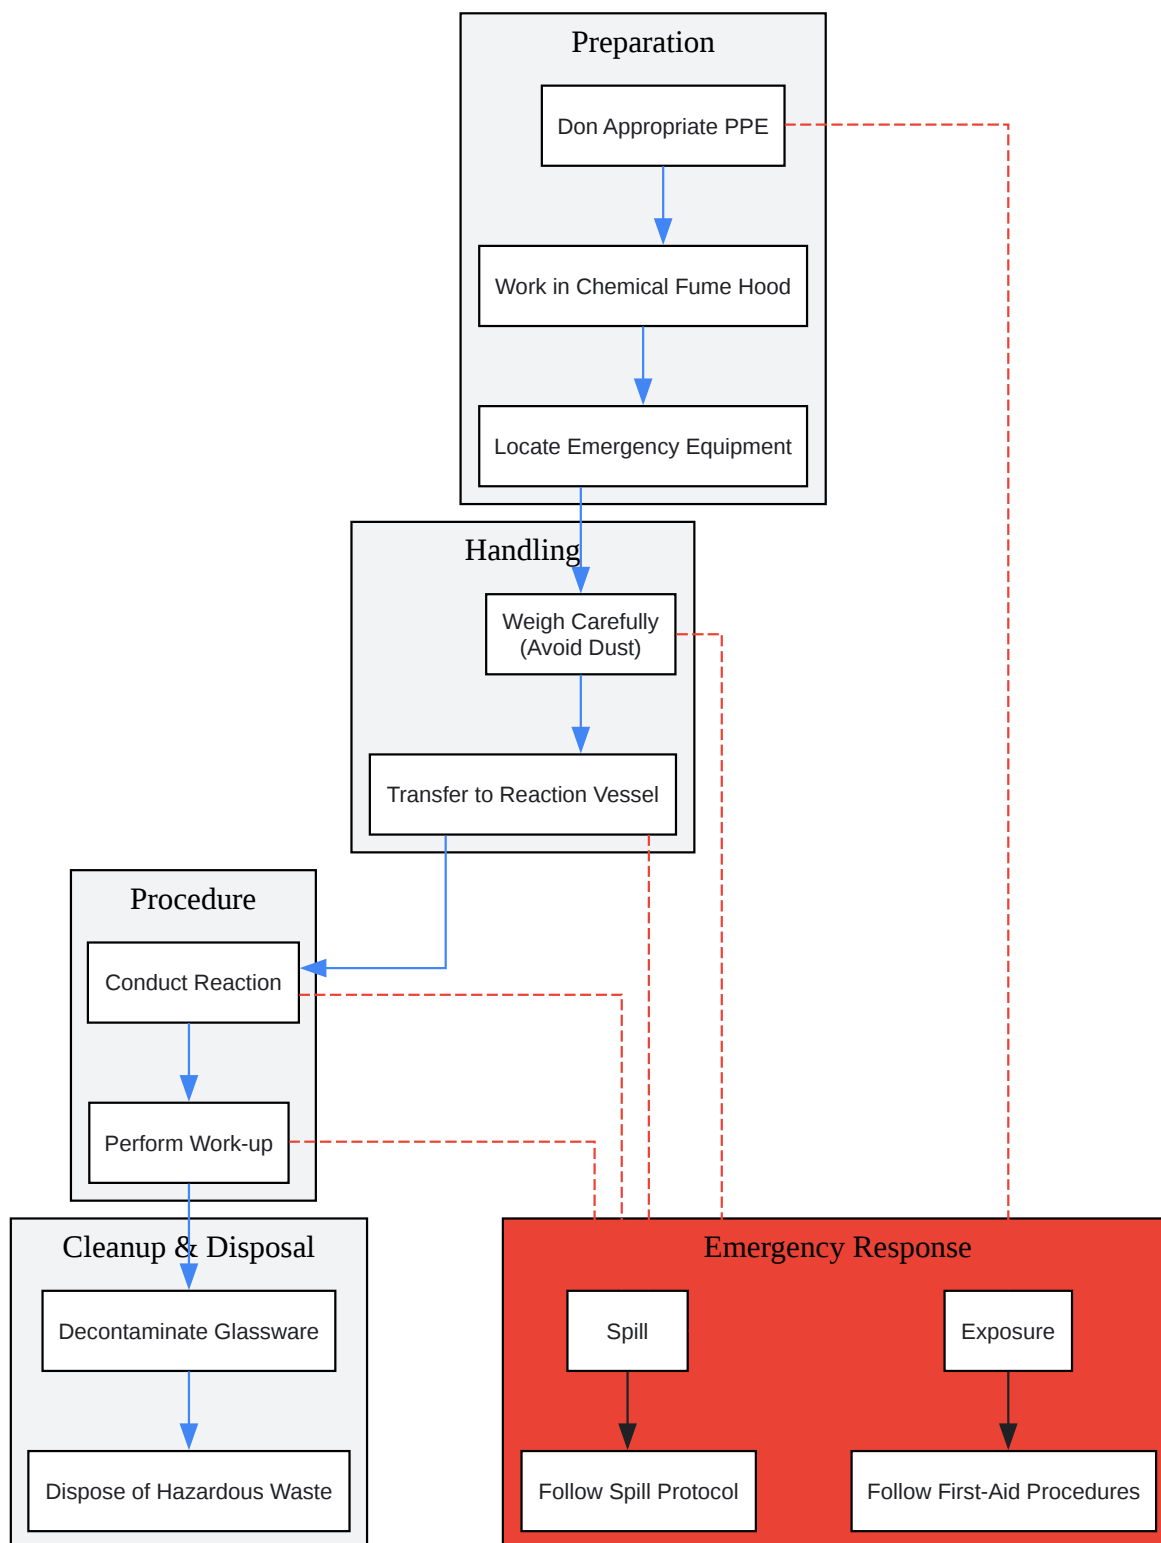 Preparation
Don Appropriate PPE
Work in Chemical Fume Hood
Locate Emergency Equipment
Handling
Weigh Carefully
(Avoid Dust)
Transfer to Reaction Vessel
Procedure
Conduct Reaction
Perform Work-up
Cleanup & Disposal
Decontaminate Glassware
Dispose of Hazardous Waste
Emergency Response
Spill
Exposure
Follow Spill Protocol
Follow First-Aid Procedures